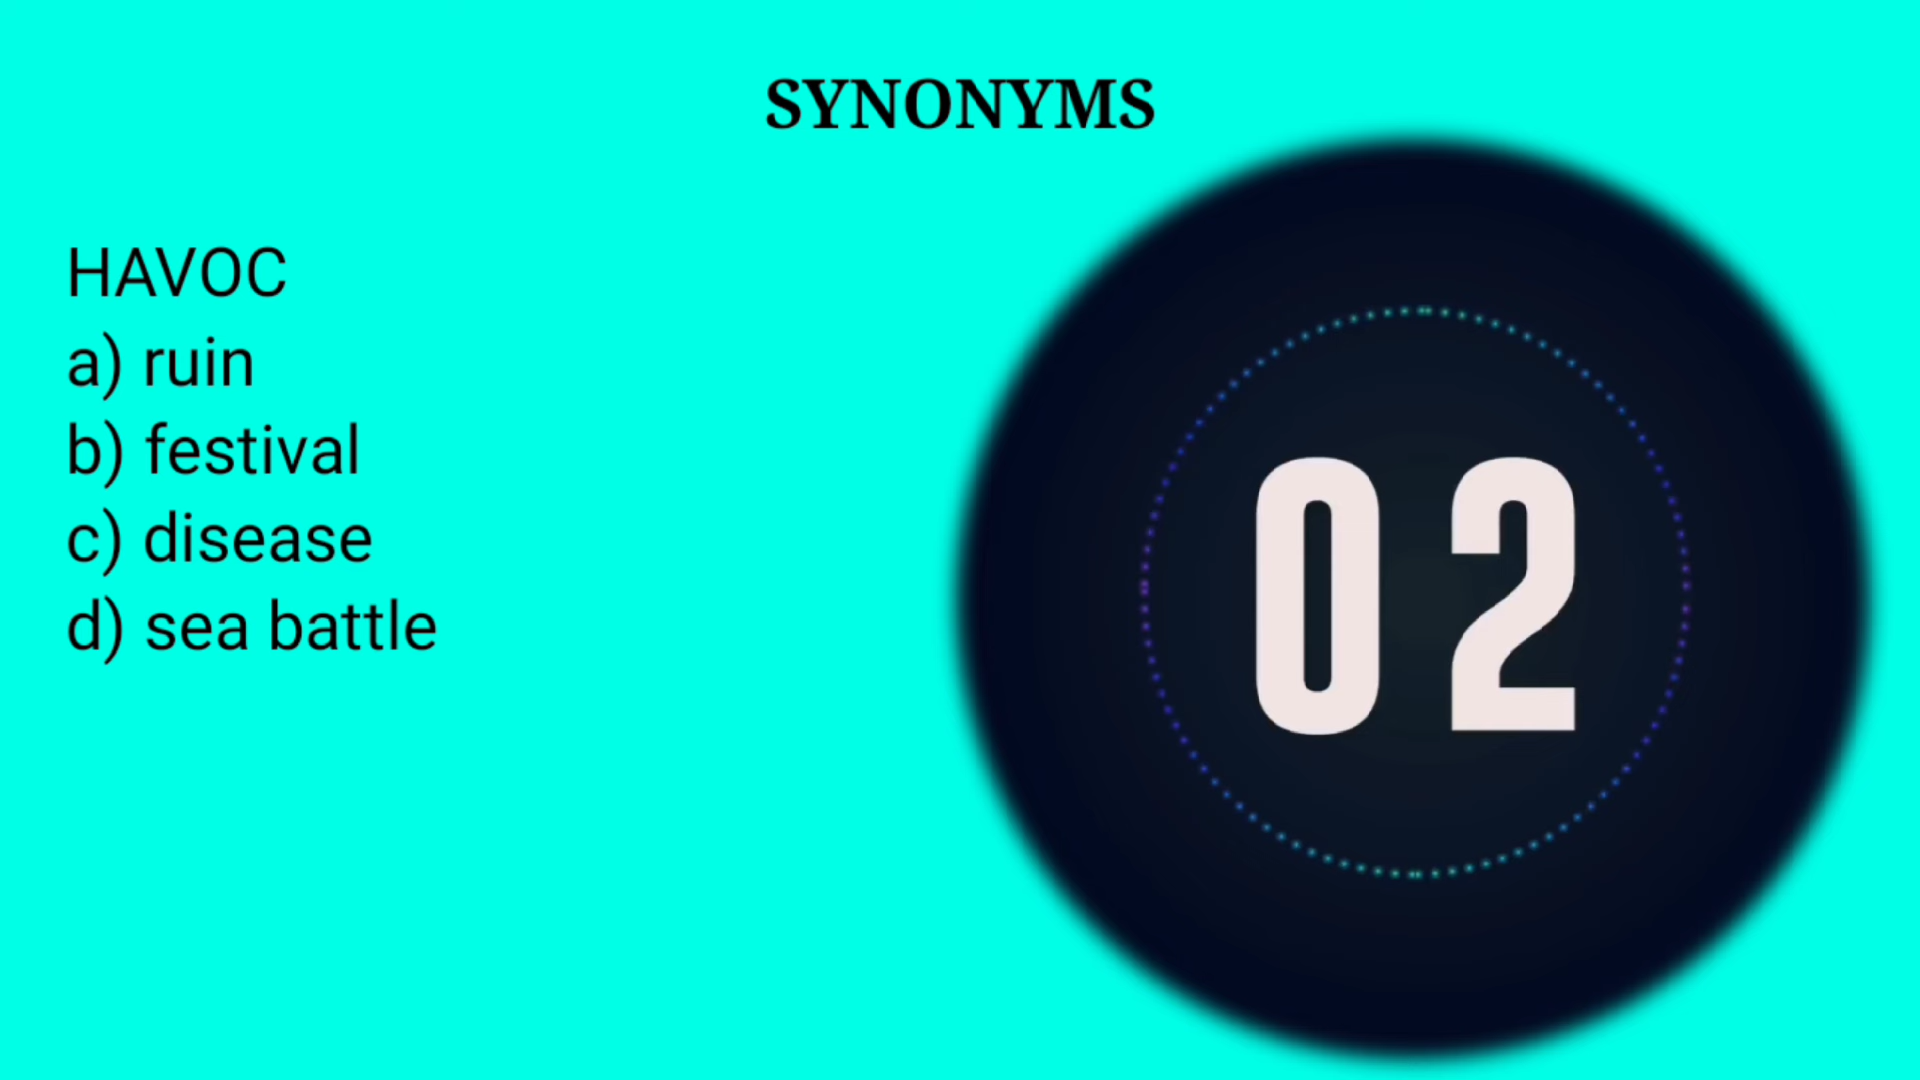 SYNONYMS
HAVOC
a) ruin
b) festival
c) disease
d) sea battle
02